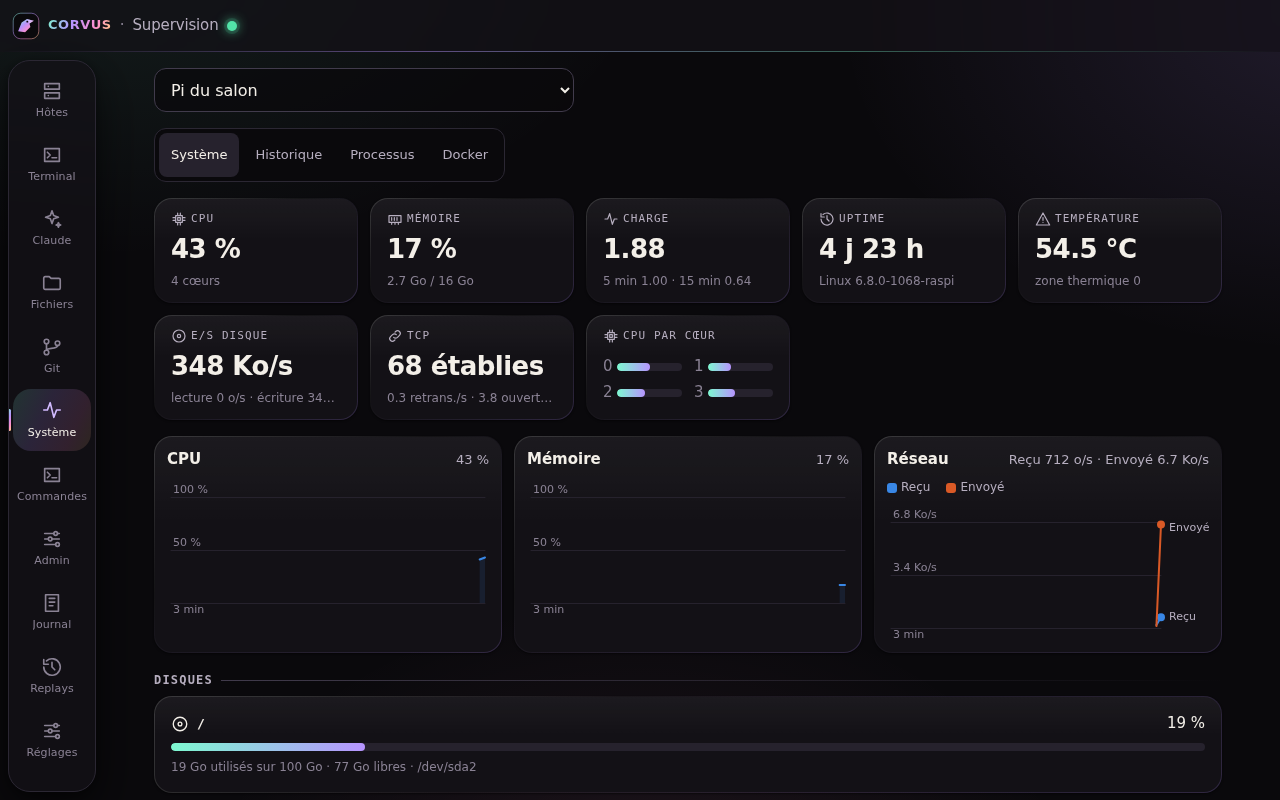 CORVUS · Supervision
Hôtes
Terminal
Claude
Fichiers
Git
Système
Commandes
Admin
Journal
Replays
Réglages
Pi du salon
Système Historique Processus Docker
CPU
43 %
4 cœurs
MÉMOIRE
17 %
2.7 Go / 16 Go
CHARGE
1.88
5 min 1.00 · 15 min 0.64
UPTIME
4 j 23 h
Linux 6.8.0-1068-raspi
TEMPÉRATURE
54.5 °C
zone thermique 0
E/S DISQUE
348 Ko/s
lecture 0 o/s · écriture 34…
TCP
68 établies
0.3 retrans./s · 3.8 ouvert…
CPU PAR CŒUR
0 1
2 3
CPU 43 %
100 %
50 %
3 min
Mémoire 17 %
100 %
50 %
3 min
Réseau Reçu 712 o/s · Envoyé 6.7 Ko/s
Reçu Envoyé
6.8 Ko/s
Envoyé
3.4 Ko/s
Reçu
3 min
DISQUES
/ 19 %
19 Go utilisés sur 100 Go · 77 Go libres · /dev/sda2